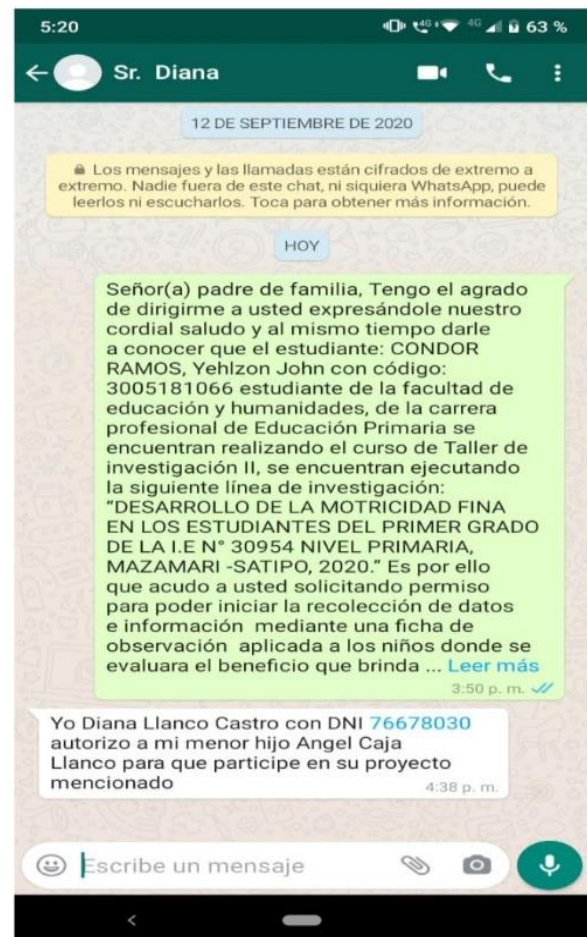 5:20
4G 4G 63 %
Sr. Diana
12 DE SEPTIEMBRE DE 2020
Los mensajes y las llamadas están cifrados de extremo a
extremo. Nadie fuera de este chat, ni siquiera WhatsApp, puede
leerlos ni escucharlos. Toca para obtener más información.
HOY
Señor(a) padre de familia, Tengo el agrado
de dirigirme a usted expresándole nuestro
cordial saludo y al mismo tiempo darle
a conocer que el estudiante: CONDOR
RAMOS, Yehlzon John con código:
3005181066 estudiante de la facultad de
educación y humanidades, de la carrera
profesional de Educación Primaria se
encuentran realizando el curso de Taller de
investigación II, se encuentran ejecutando
la siguiente línea de investigación:
“DESARROLLO DE LA MOTRICIDAD FINA
EN LOS ESTUDIANTES DEL PRIMER GRADO
DE LA I.E N° 30954 NIVEL PRIMARIA,
MAZAMARI -SATIPO, 2020.” Es por ello
que acudo a usted solicitando permiso
para poder iniciar la recolección de datos
e información mediante una ficha de
observación aplicada a los niños donde se
evaluara el beneficio que brinda ... Leer más
3:50 p. m.
Yo Diana Llanco Castro con DNI 76678030
autorizo a mi menor hijo Angel Caja
Llanco para que participe en su proyecto
mencionado
4:38 p. m.
Escribe un mensaje